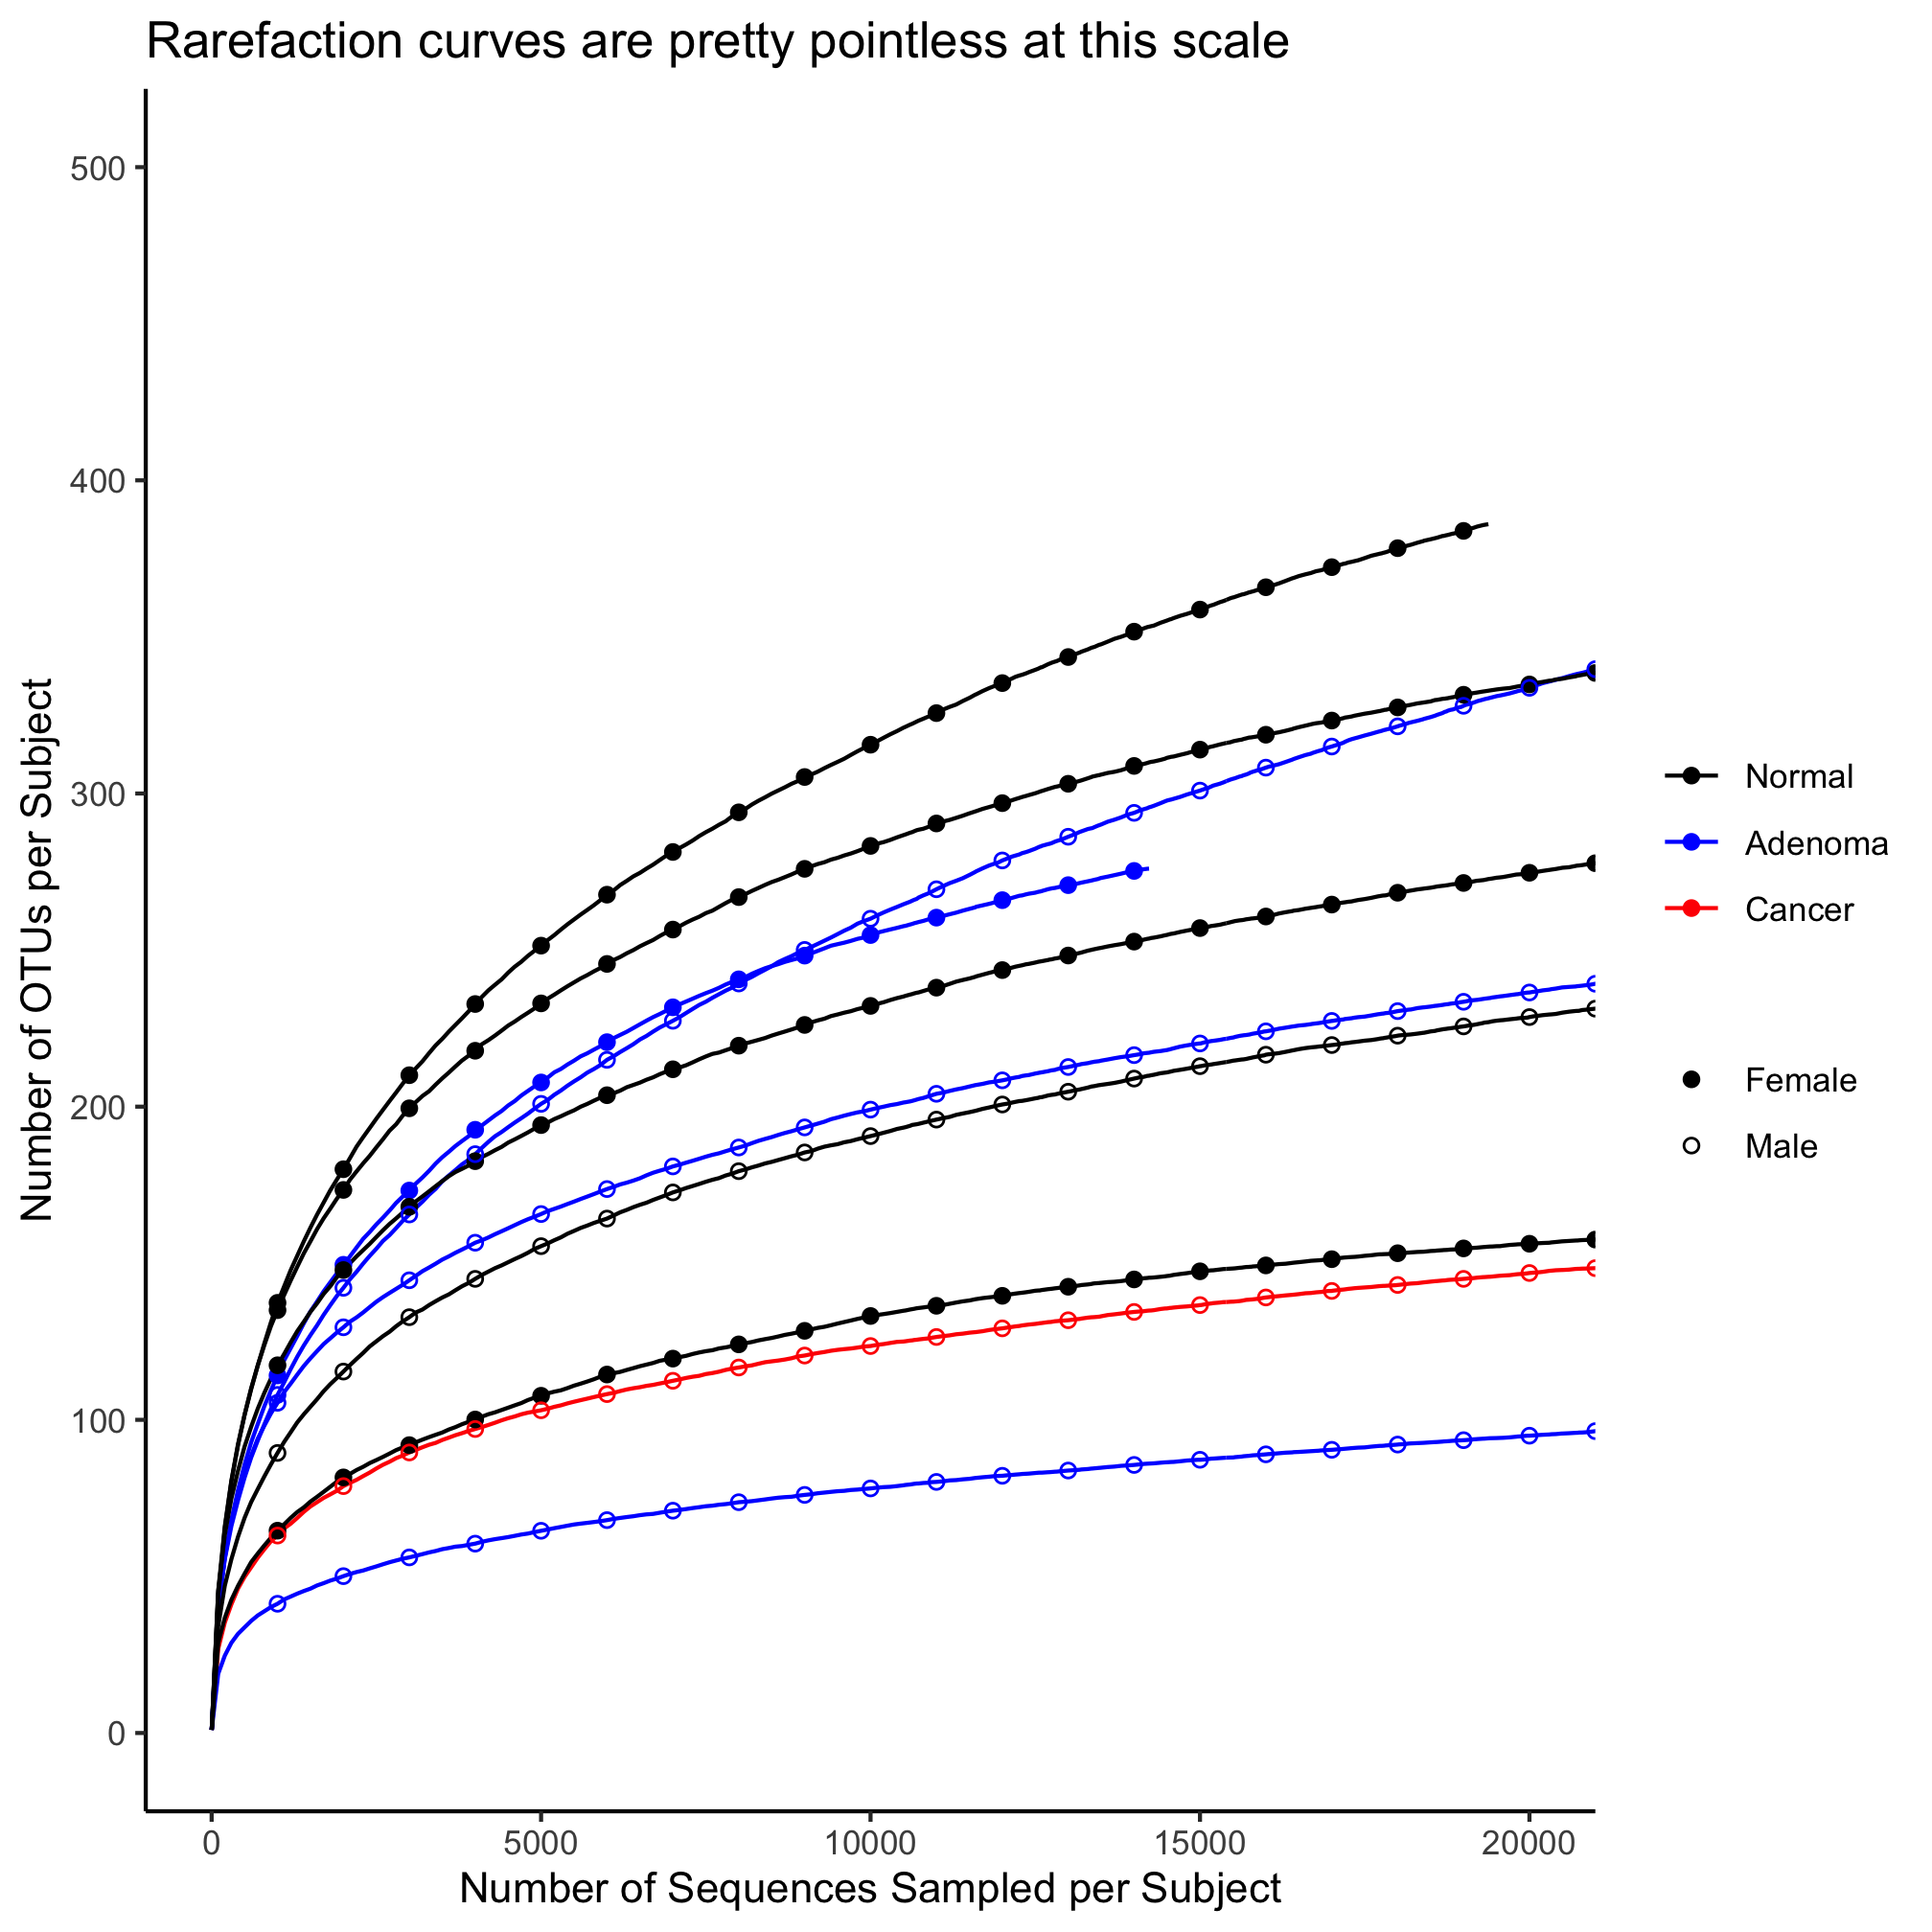 Rarefaction curves are pretty pointless at this scale
Number of OTUs per Subject
500
400
300
200
100
0
0 5000 10000 15000 20000
Number of Sequences Sampled per Subject
Normal
Adenoma
Cancer
Female
Male